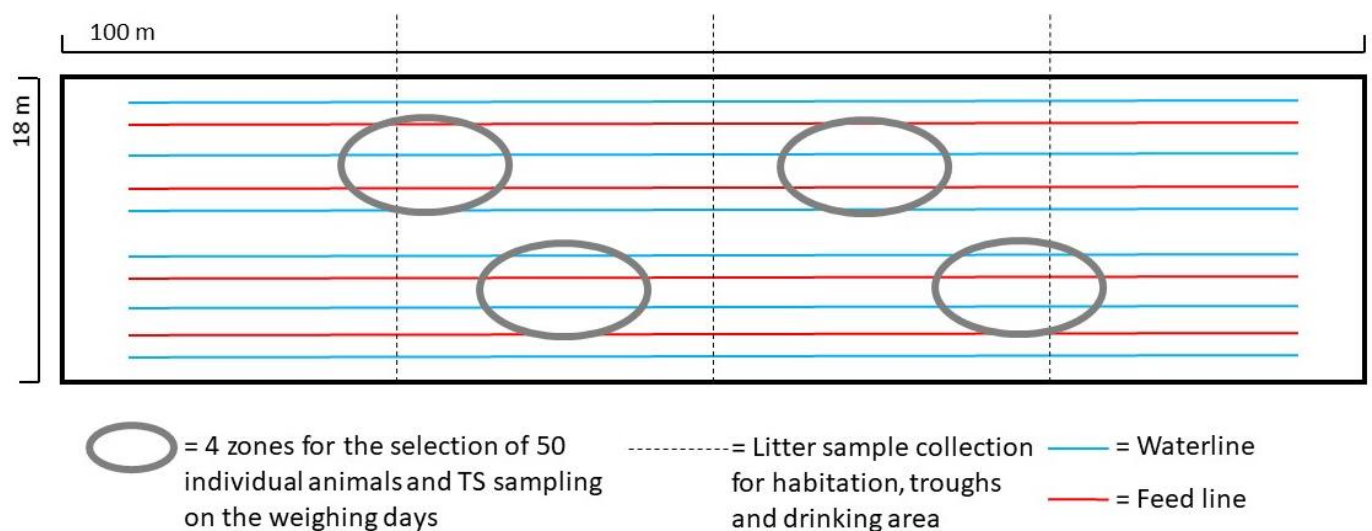 100 m
18 m
= 4 zones for the selection of 50
individual animals and TS sampling
on the weighing days
= Litter sample collection
for habitation, troughs
and drinking area
= Waterline
= Feed line